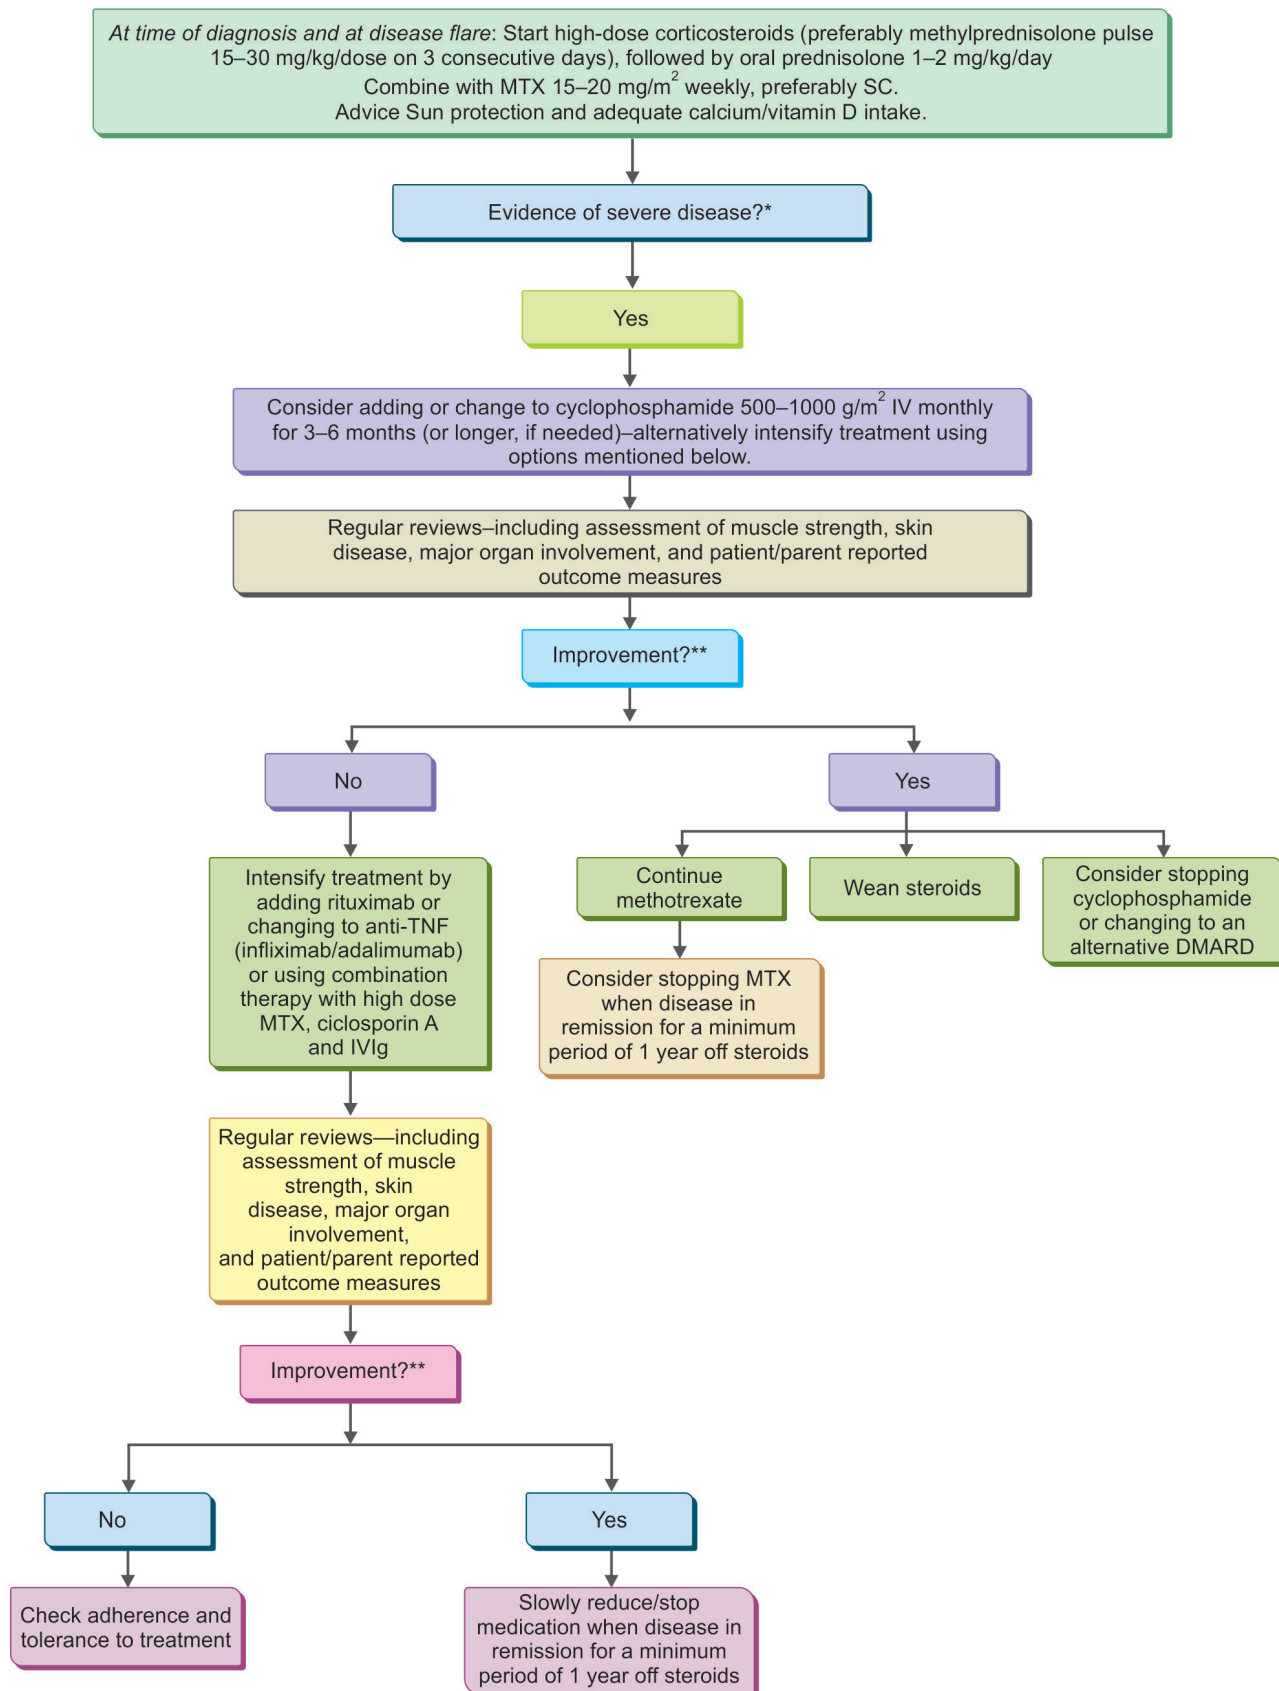 At time of diagnosis and at disease flare: Start high-dose corticosteroids (preferably methylprednisolone pulse
15–30 mg/kg/dose on 3 consecutive days), followed by oral prednisolone 1–2 mg/kg/day
Combine with MTX 15–20 mg/m² weekly, preferably SC.
Advice Sun protection and adequate calcium/vitamin D intake.
Evidence of severe disease?*
Yes
Consider adding or change to cyclophosphamide 500–1000 g/m² IV monthly
for 3–6 months (or longer, if needed)–alternatively intensify treatment using
options mentioned below.
Regular reviews–including assessment of muscle strength, skin
disease, major organ involvement, and patient/parent reported
outcome measures
Improvement?**
No
Yes
Intensify treatment by
adding rituximab or
changing to anti-TNF
(infliximab/adalimumab)
or using combination
therapy with high dose
MTX, ciclosporin A
and IVIg
Continue
methotrexate
Wean steroids
Consider stopping
cyclophosphamide
or changing to an
alternative DMARD
Consider stopping MTX
when disease in
remission for a minimum
period of 1 year off steroids
Regular reviews—including
assessment of muscle
strength, skin
disease, major organ
involvement,
and patient/parent reported
outcome measures
Improvement?**
No
Yes
Check adherence and
tolerance to treatment
Slowly reduce/stop
medication when disease in
remission for a minimum
period of 1 year off steroids